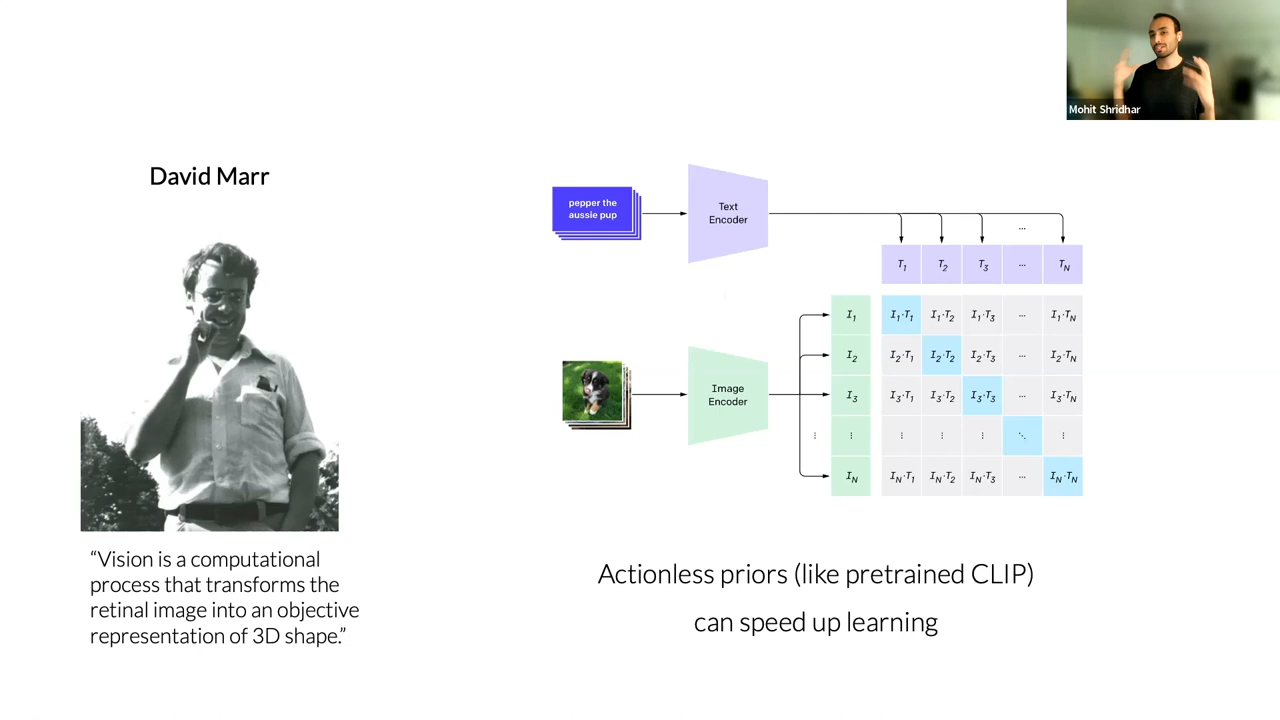 Mohit Shridhar
David Marr
pepper the
aussie pup
Text
Encoder
...
T1 T2 T3 ... TN
Image
Encoder
I1 I1·T1 I1·T2 I1·T3 ... I1·TN
I2 I2·T1 I2·T2 I2·T3 ... I2·TN
I3 I3·T1 I3·T2 I3·T3 ... I3·TN
⋮ ⋮ ⋮ ⋮ ⋮ ⋱ ⋮
IN IN·T1 IN·T2 IN·T3 ... IN·TN
“Vision is a computational
process that transforms the
retinal image into an objective
representation of 3D shape.”
Actionless priors (like pretrained CLIP)
can speed up learning